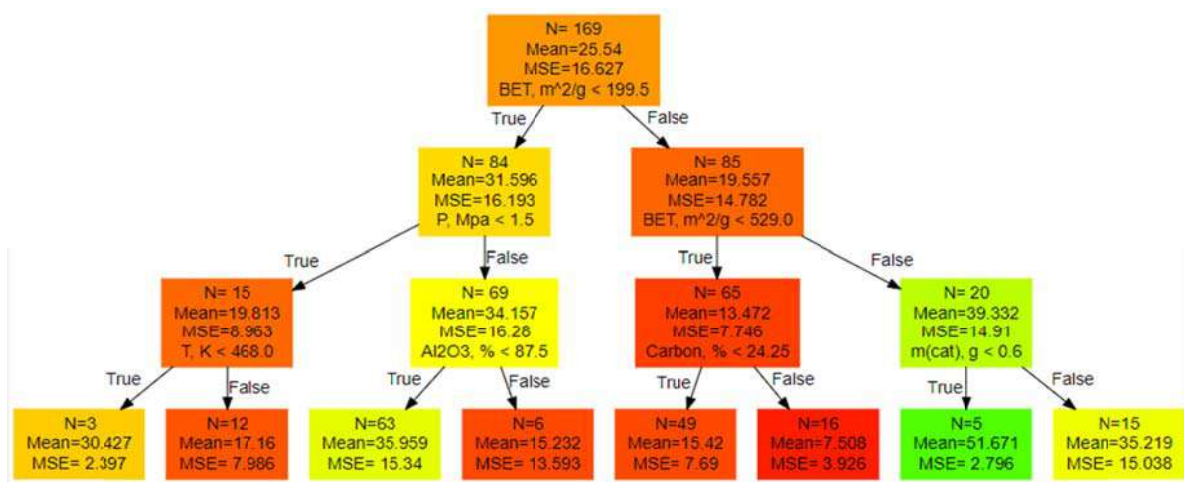 N= 169
Mean=25.54
MSE=16.627
BET, m^2/g < 199.5
True
False
N= 84
Mean=31.596
MSE=16.193
P, Mpa < 1.5
N= 85
Mean=19.557
MSE=14.782
BET, m^2/g < 529.0
True
False
True
False
N= 15
Mean=19.813
MSE=8.963
T, K < 468.0
N= 69
Mean=34.157
MSE=16.28
Al2O3, % < 87.5
N= 65
Mean=13.472
MSE=7.746
Carbon, % < 24.25
N= 20
Mean=39.332
MSE=14.91
m(cat), g < 0.6
True
False
True
False
True
False
True
False
N=3
Mean=30.427
MSE= 2.397
N=12
Mean=17.16
MSE= 7.986
N=63
Mean=35.959
MSE= 15.34
N=6
Mean=15.232
MSE= 13.593
N=49
Mean=15.42
MSE= 7.69
N=16
Mean=7.508
MSE= 3.926
N=5
Mean=51.671
MSE= 2.796
N=15
Mean=35.219
MSE= 15.038